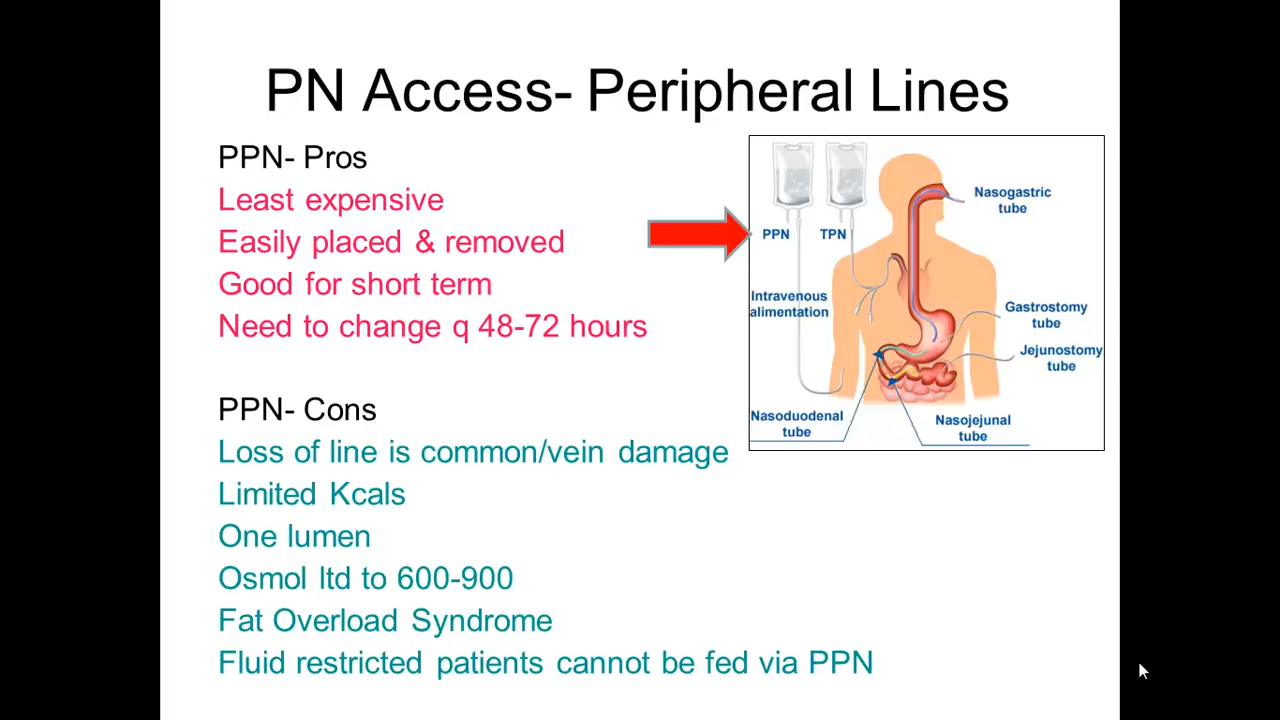 PN Access- Peripheral Lines
PPN- Pros
Least expensive
Easily placed & removed
Good for short term
Need to change q 48-72 hours
PPN- Cons
Loss of line is common/vein damage
Limited Kcals
One lumen
Osmol ltd to 600-900
Fat Overload Syndrome
Fluid restricted patients cannot be fed via PPN
PPN
TPN
Nasogastric
tube
Intravenous
alimentation
Gastrostomy
tube
Jejunostomy
tube
Nasoduodenal
tube
Nasojejunal
tube